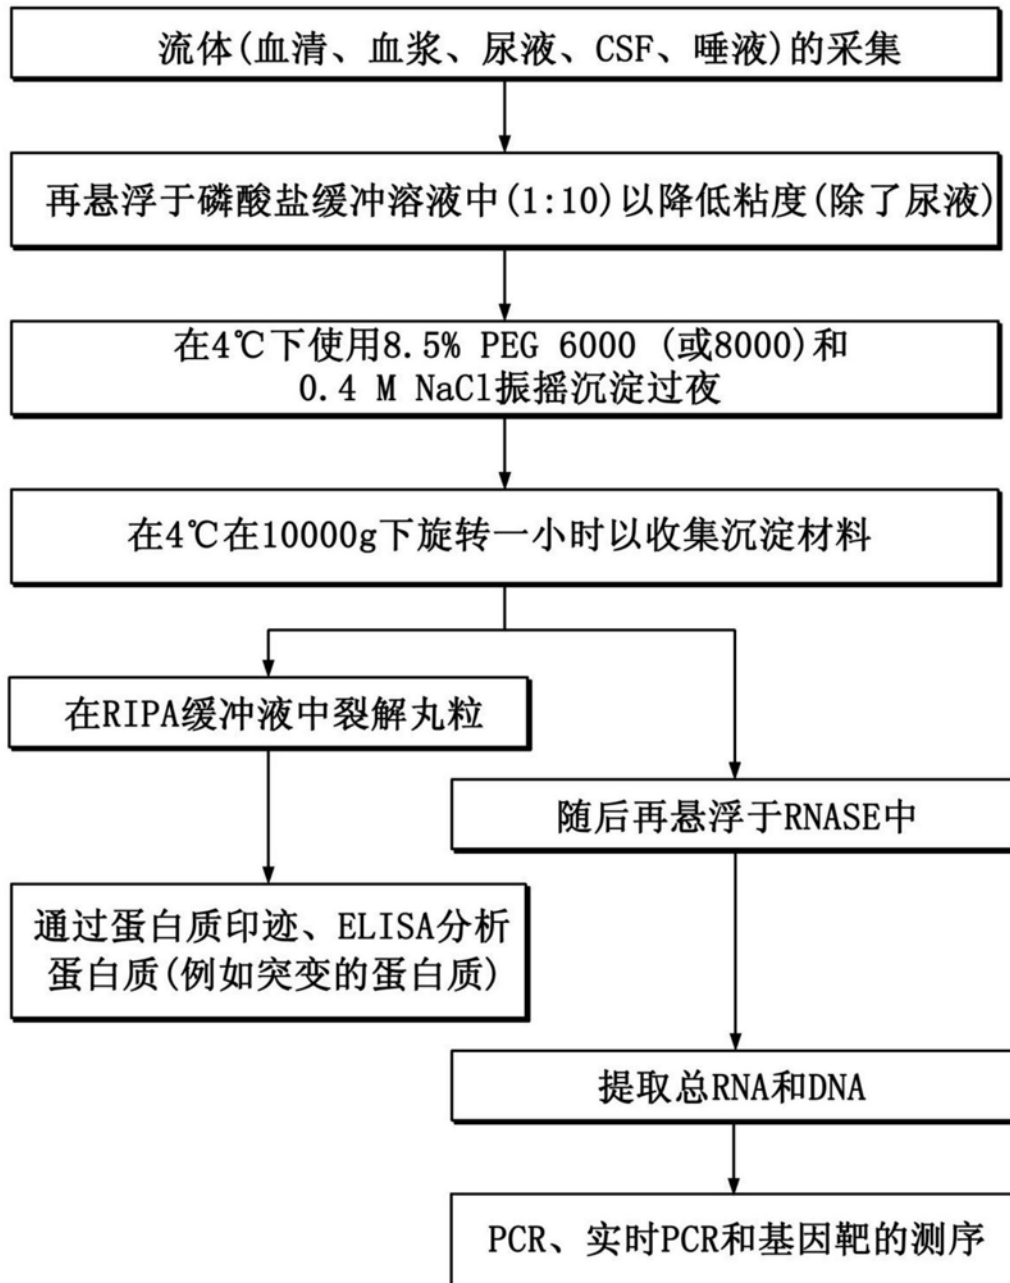 流体(血清、血浆、尿液、CSF、唾液)的采集
再悬浮于磷酸盐缓冲溶液中(1:10)以降低粘度(除了尿液)
在4℃下使用8.5% PEG 6000 (或8000)和
0.4 M NaCl振摇沉淀过夜
在4℃在10000g下旋转一小时以收集沉淀材料
在RIPA缓冲液中裂解丸粒
随后再悬浮于RNASE中
通过蛋白质印迹、ELISA分析
蛋白质(例如突变的蛋白质)
提取总RNA和DNA
PCR、实时PCR和基因靶的测序